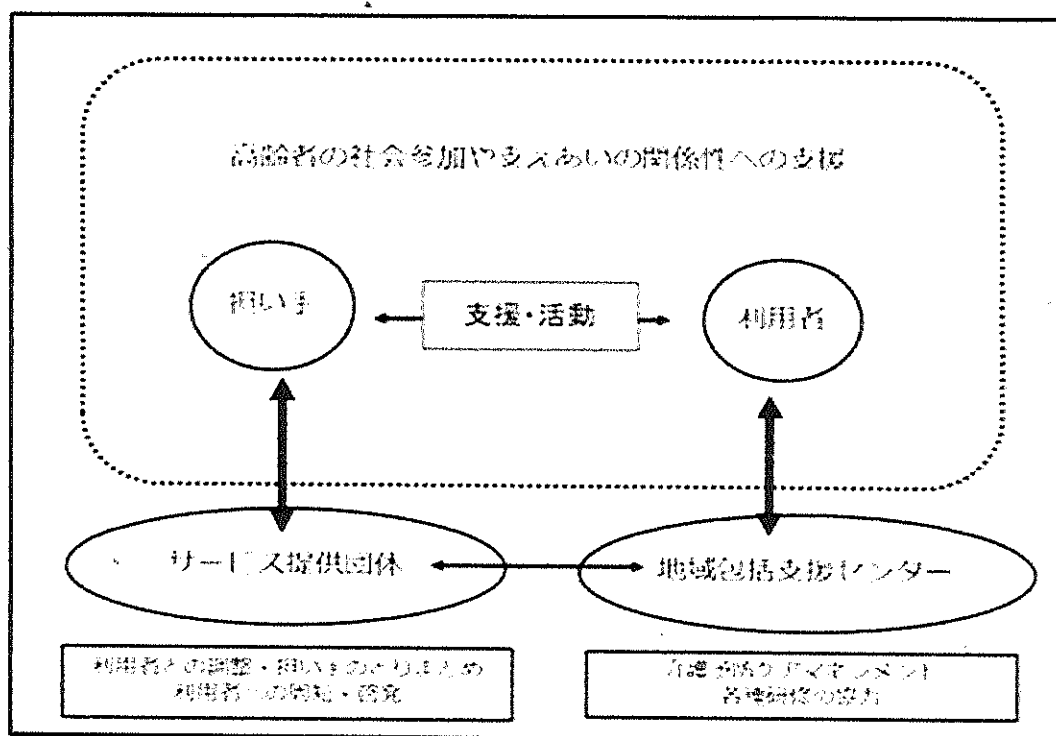 高齢者の社会参加や支えあいの関係性への支援
担い手
支援・活動
利用者
サービス提供団体
地域包括支援センター
利用者との調整・担い手のとりまとめ
利用者への周知・啓発
介護予防ケアマネジメント
各種研修の協力